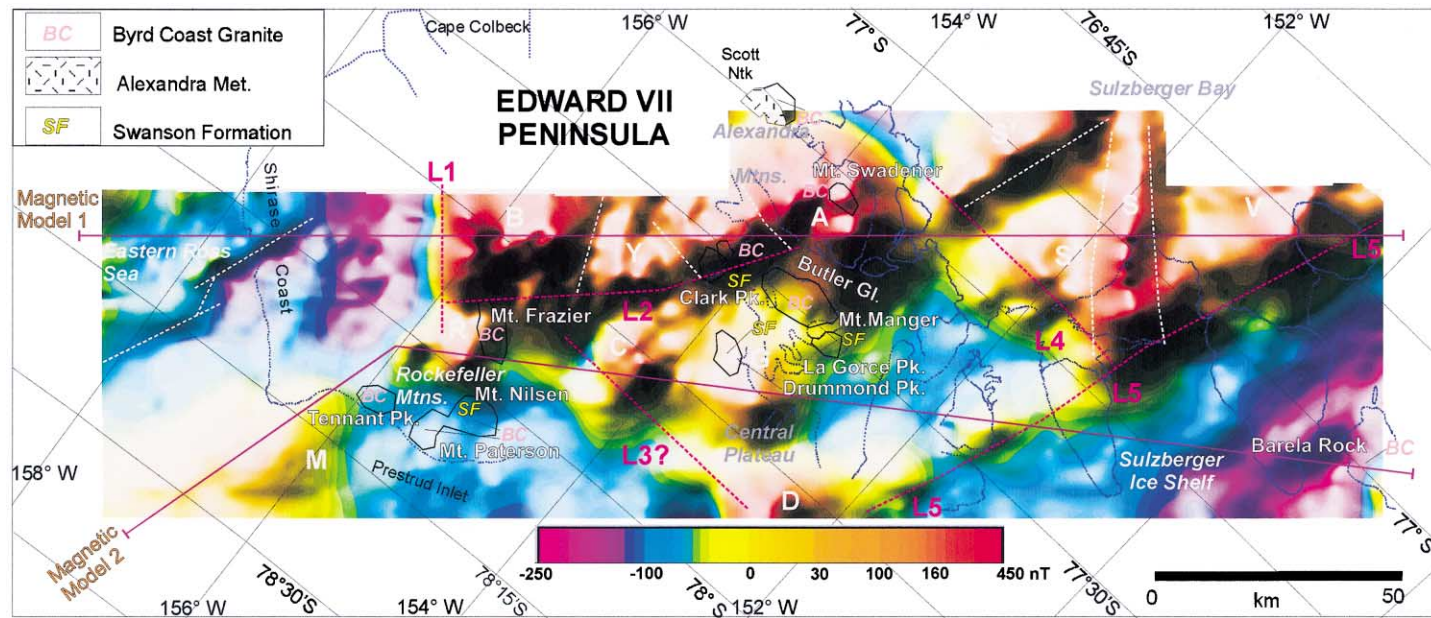 156° W
77° S
154° W
76°45'S
152° W
BC Byrd Coast Granite
Alexandra Met.
SF Swanson Formation
Cape Colbeck
Scott
Ntk
BC
EDWARD VII
PENINSULA
Sulzberger Bay
Alexandra
Mtns.
Mt. Swadener
BC
Shirase
Coast
Magnetic
Model 1
Eastern Ross
Sea
L1
B
Y
A
S
S
S
V
L5
BC
SF
Clark Pk.
Butler Gl.
BC
L2
Mt. Frazier
R
BC
C
SF
Mt.Manger
SF
La Gorce Pk.
Drummond Pk.
L4
L5
Rockefeller
Mtns.
Mt. Nilsen
SF
BC
Tennant Pk.
BC
Mt. Paterson
Central
Plateau
L3?
Prestrud Inlet
M
D
L5
Barela Rock
BC
Sulzberger
Ice Shelf
158° W
Magnetic
Model 2
-250 -100 0 30 100 160 450 nT
0 50
km
156° W
78°30'S
154° W
78°15'S
78° S
152° W
77°30'S
77° S